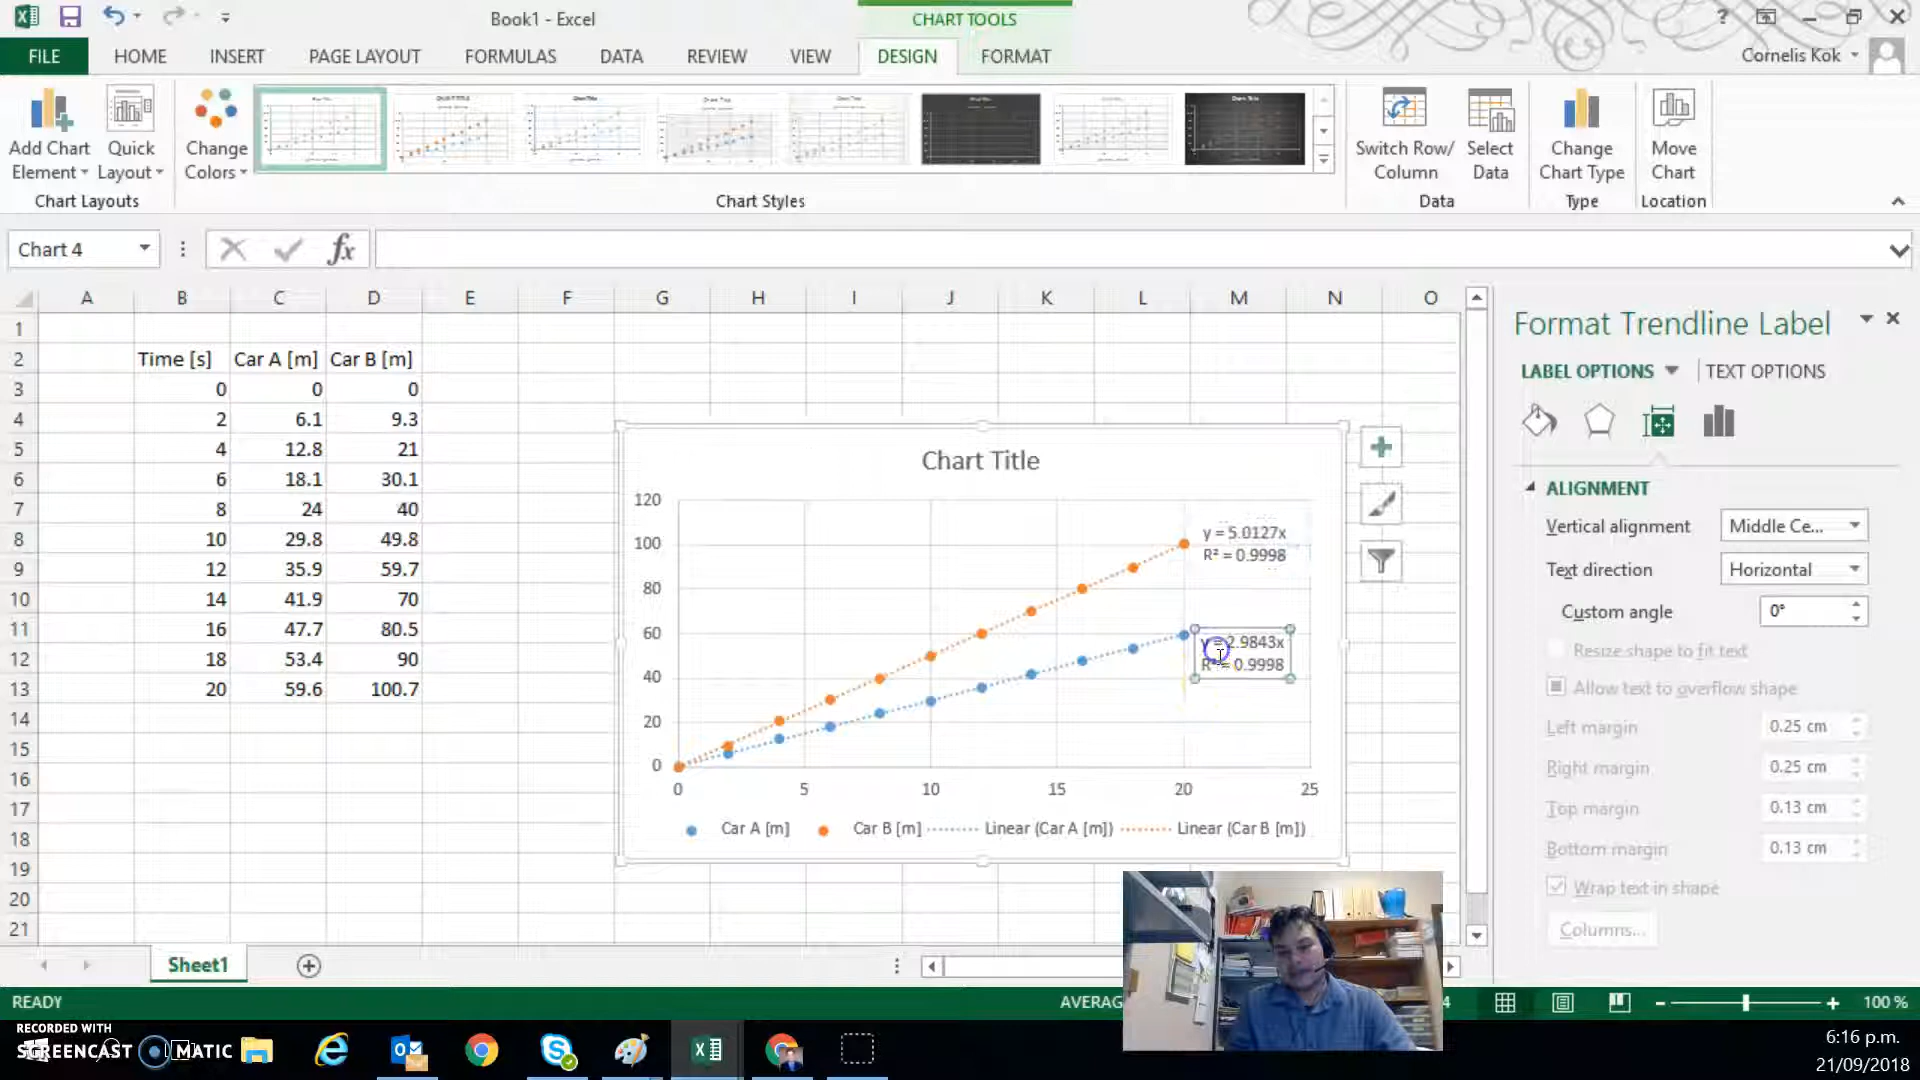 Book1 - Excel
CHART TOOLS
?
FILE
HOME
INSERT
PAGE LAYOUT
FORMULAS
DATA
REVIEW
VIEW
DESIGN
FORMAT
Cornelis Kok
Add Chart Element
Quick Layout
Change Colors
Switch Row/ Column
Select Data
Change Chart Type
Move Chart
Chart Layouts
Chart Styles
Data
Type
Location
Chart 4
fx
A B C D E F G H I J K L M N O
1
2 Time [s] Car A [m] Car B [m]
3 0 0 0
4 2 6.1 9.3
5 4 12.8 21
6 6 18.1 30.1
7 8 24 40
8 10 29.8 49.8
9 12 35.9 59.7
10 14 41.9 70
11 16 47.7 80.5
12 18 53.4 90
13 20 59.6 100.7
14
15
16
17
18
19
20
21
Chart Title
120
100
80
60
40
20
0
0 5 10 15 20 25
y = 5.0127x
R² = 0.9998
y = 2.9843x
R² = 0.9998
Car A [m] Car B [m] Linear (Car A [m]) Linear (Car B [m])
Format Trendline Label
LABEL OPTIONS
TEXT OPTIONS
ALIGNMENT
Vertical alignment Middle Ce...
Text direction Horizontal
Custom angle 0°
Resize shape to fit text
Allow text to overflow shape
Left margin 0.25 cm
Right margin 0.25 cm
Top margin 0.13 cm
Bottom margin 0.13 cm
Wrap text in shape
Columns...
Sheet1
READY
AVERAG
4
100 %
RECORDED WITH
SCREENCAST MATIC
6:16 p.m.
21/09/2018